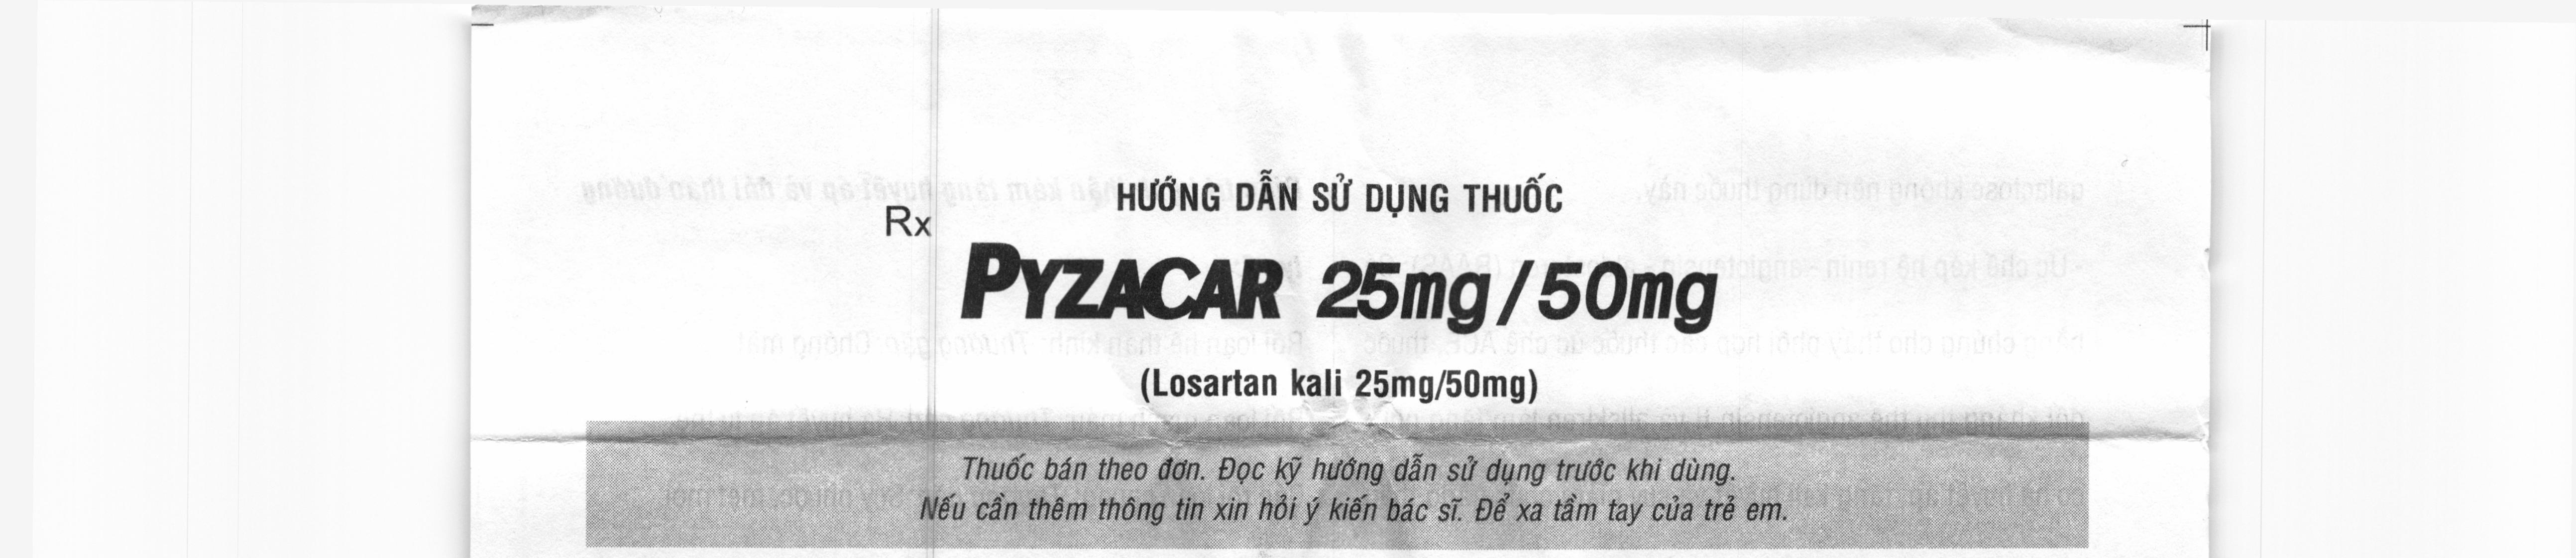 HƯỚNG DẪN SỬ DỤNG THUỐC
Rx
PYZACAR 25mg/50mg
(Losartan kali 25mg/50mg)
Thuốc bán theo đơn. Đọc kỹ hướng dẫn sử dụng trước khi dùng.
Nếu cần thêm thông tin xin hỏi ý kiến bác sĩ. Để xa tầm tay của trẻ em.